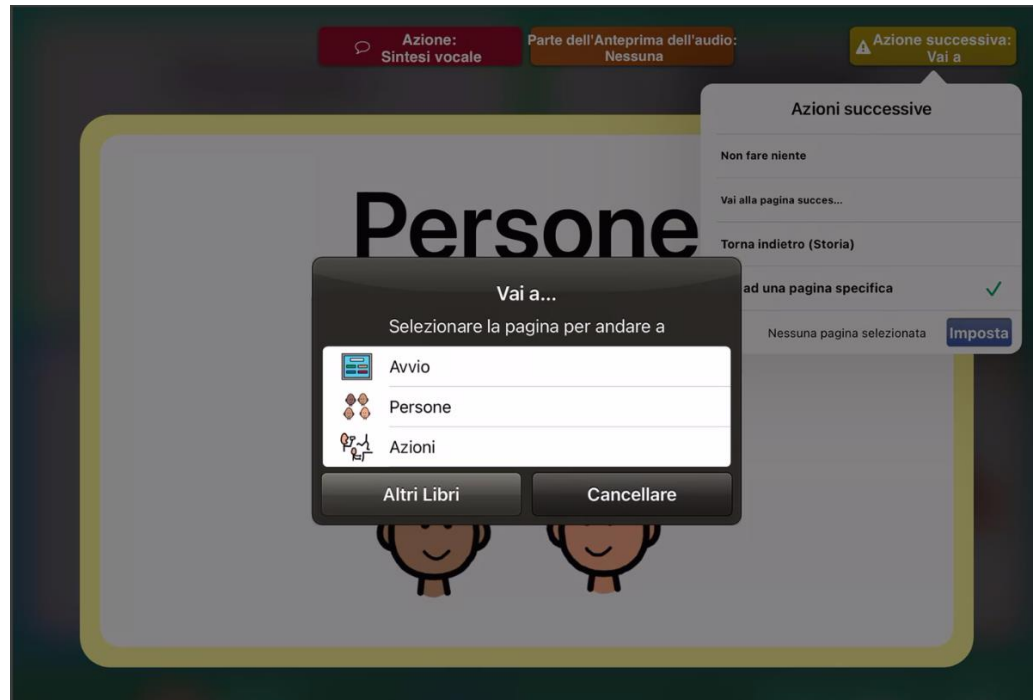 Azione:
Sintesi vocale
Parte dell'Anteprima dell'audio:
Nessuna
Azione successiva:
Vai a
Azioni successive
Non fare niente
Vai alla pagina succes...
Torna indietro (Storia)
ad una pagina specifica
Nessuna pagina selezionata
Imposta
Persone
Vai a...
Selezionare la pagina per andare a
Avvio
Persone
Azioni
Altri Libri
Cancellare